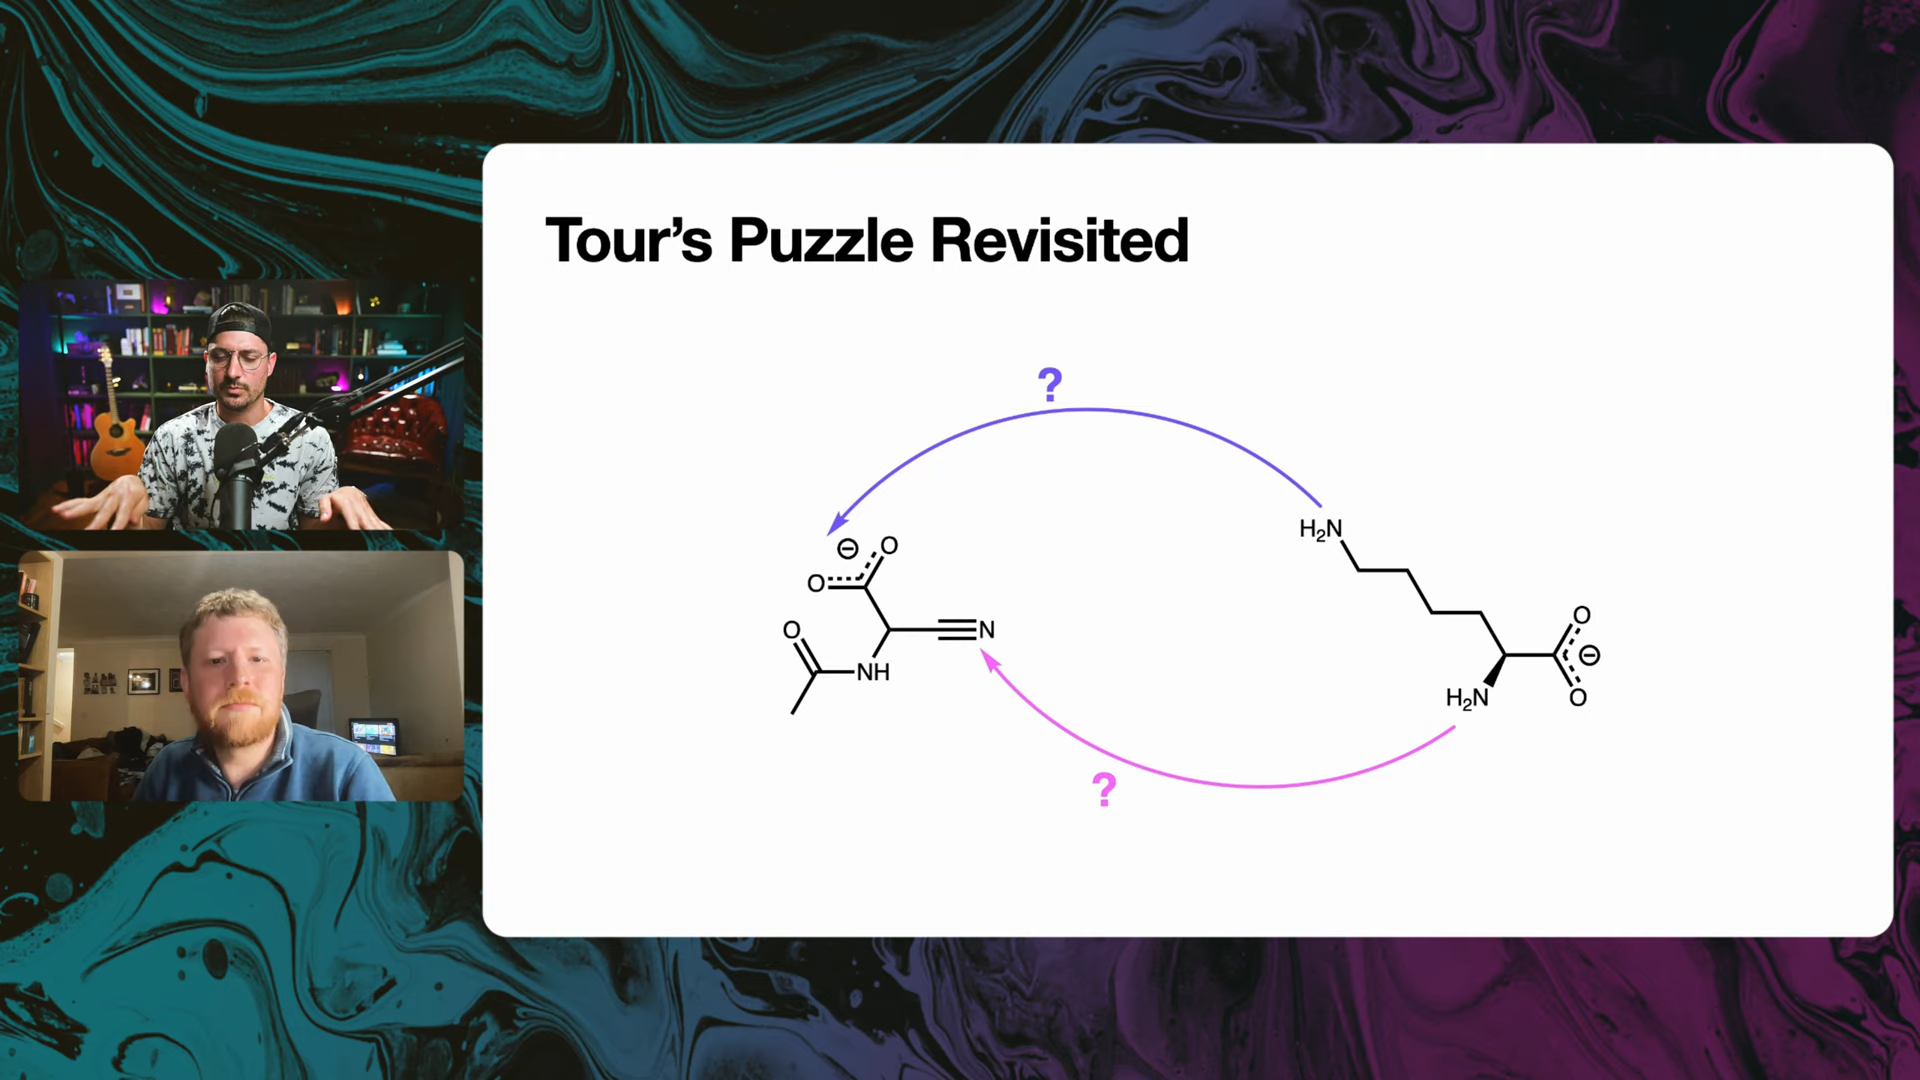 Tour's Puzzle Revisited
?
H₂N
⊖
O
O
O
N
O
⊖
O
NH
H₂N
?